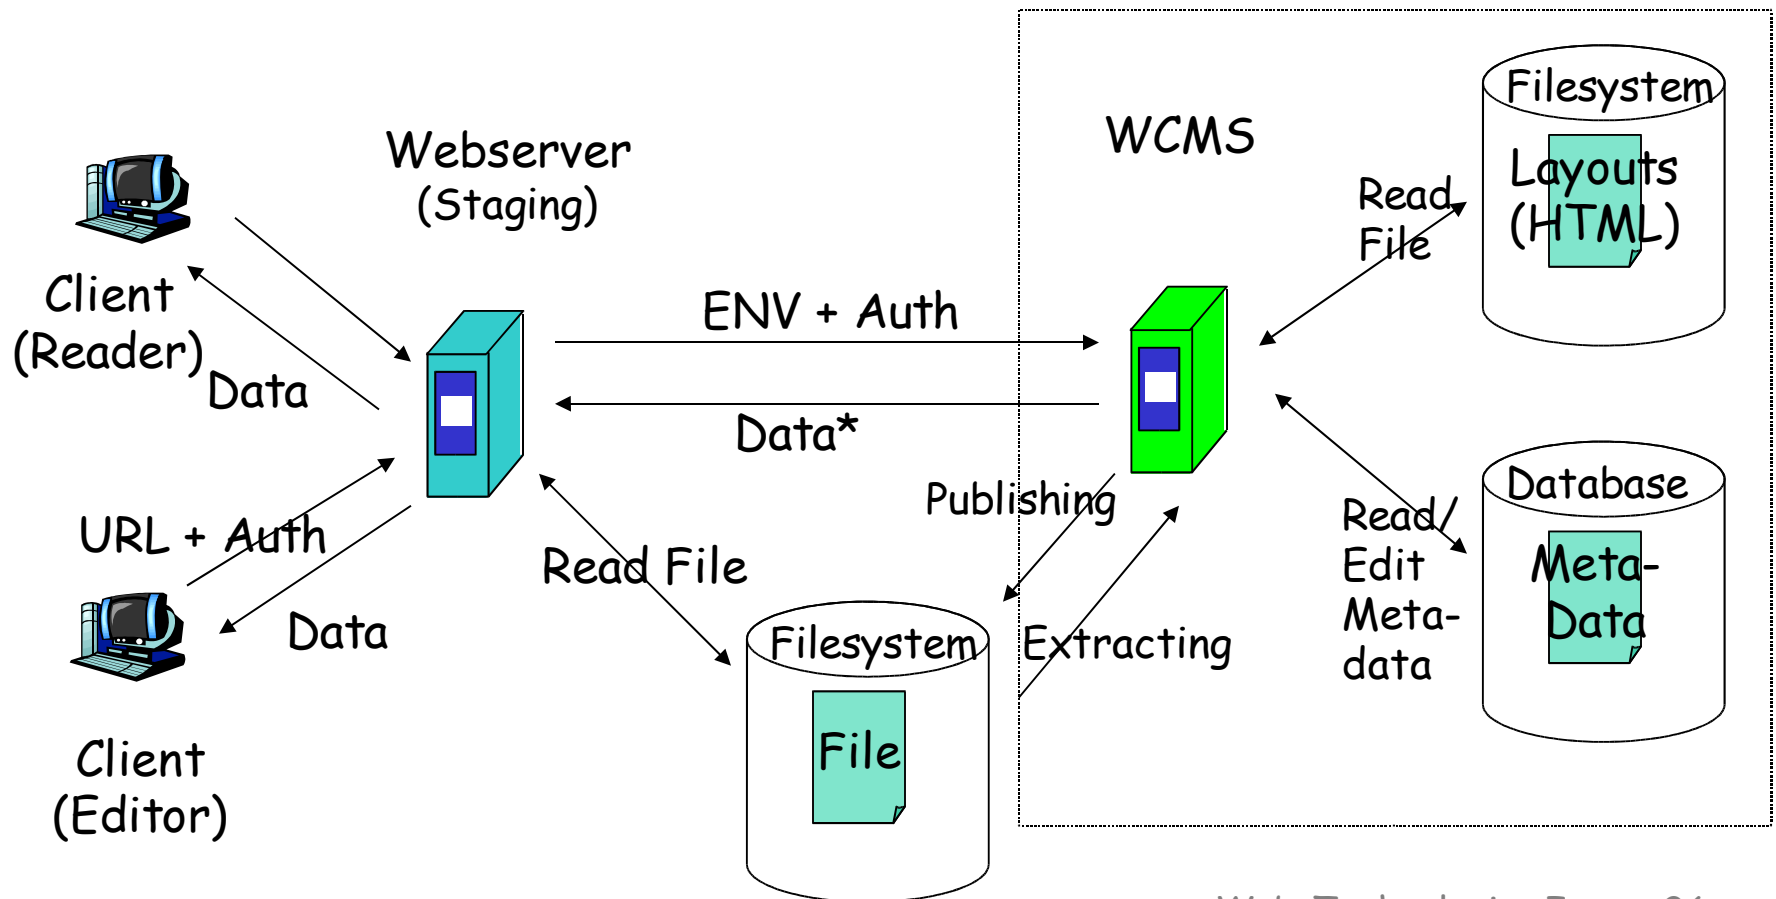 Webserver
(Staging)
WCMS
Filesystem
Layouts
(HTML)
Read
File
Client
(Reader)
Data
ENV + Auth
Data*
URL + Auth
Data
Client
(Editor)
Read File
Publishing
Extracting
Filesystem
File
Read/
Edit
Meta-
data
Database
Meta-
Data